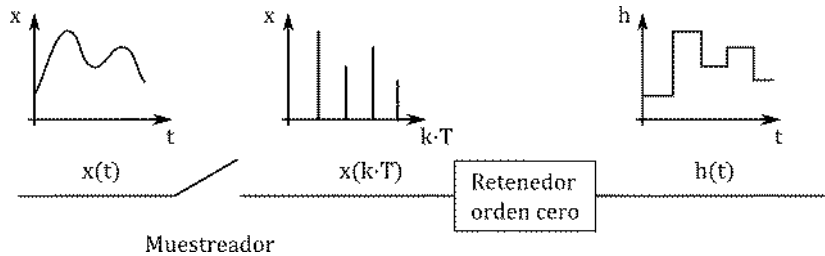 x
x
h
t
k·T
t
x(t)
x(k·T)
Retenedor
orden cero
h(t)
Muestreador